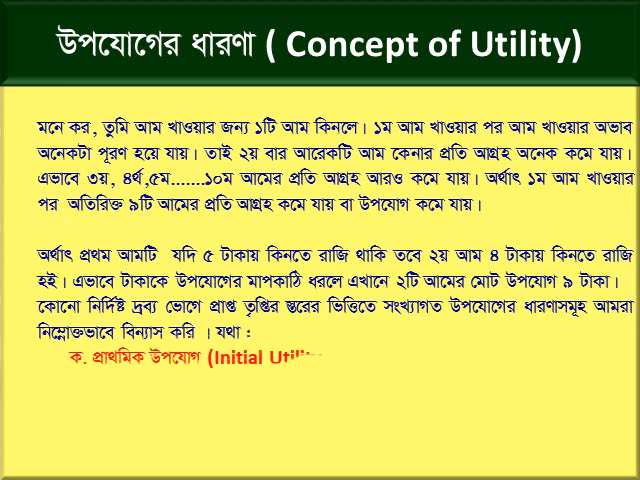 উপযোগের ধারণা ( Concept of Utility)
মনে কর, তুমি আম খাওয়ার জন্য ১টি আম কিনলে। ১ম আম খাওয়ার পর আম খাওয়ার অভাব
অনেকটা পূরণ হয়ে যায়। তাই ২য় বার আরেকটি আম কেনার প্রতি আগ্রহ অনেক কমে যায়।
এভাবে ৩য়, ৪র্থ,৫ম.......১০ম আমের প্রতি আগ্রহ আরও কমে যায়। অর্থাৎ ১ম আম খাওয়ার
পর অতিরিক্ত ৯টি আমের প্রতি আগ্রহ কমে যায় বা উপযোগ কমে যায়।
অর্থাৎ প্রথম আমটি যদি ৫ টাকায় কিনতে রাজি থাকি তবে ২য় আম ৪ টাকায় কিনতে রাজি
হই। এভাবে টাকাকে উপযোগের মাপকাঠি ধরলে এখানে ২টি আমের মোট উপযোগ ৯ টাকা।
কোনো নির্দিষ্ট দ্রব্য ভোগে প্রাপ্ত তৃপ্তির স্তরের ভিত্তিতে সংখ্যাগত উপযোগের ধারণাসমূহ আমরা
নিম্নোক্তভাবে বিন্যাস করি । যথা :
ক. প্রাথমিক উপযোগ (Initial Utility